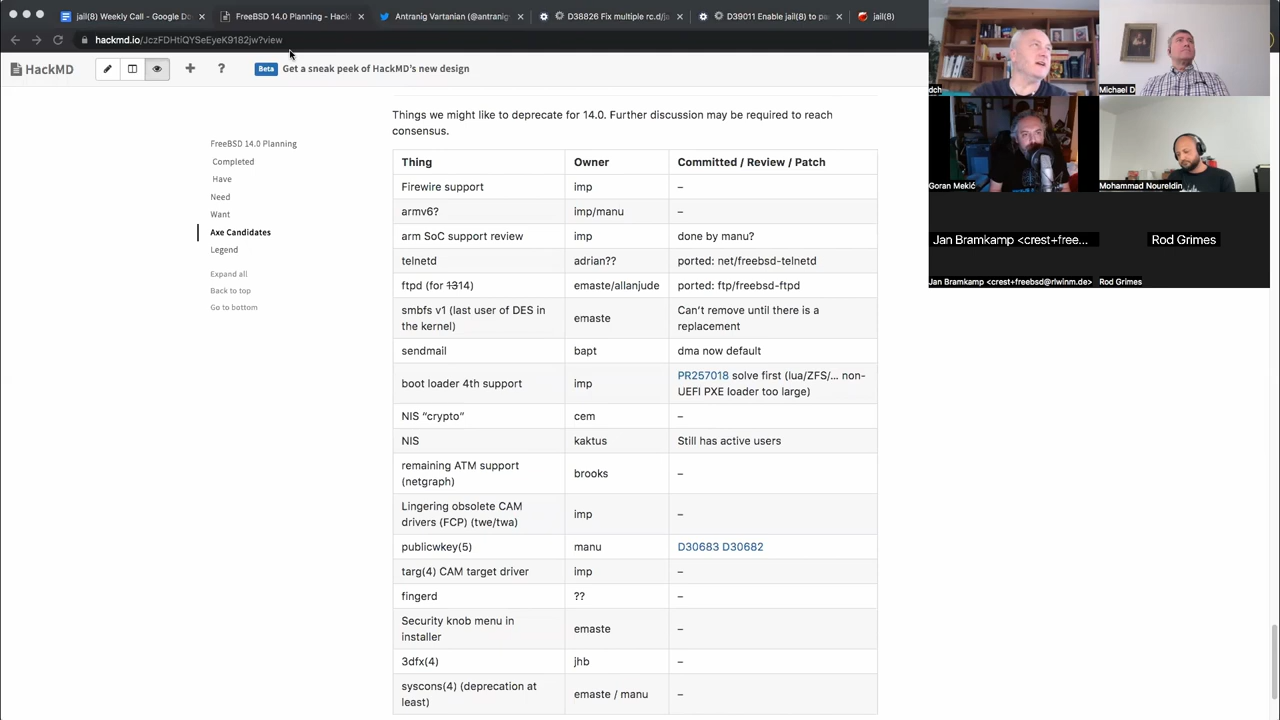 jail(8) Weekly Call - Google Do
FreeBSD 14.0 Planning - HackM
Antranig Vartanian (@antranig
D38826 Fix multiple rc.d/ja
D39011 Enable jail(8) to pa
jail(8)
hackmd.io/JczFDHtiQYSeEyeK9182jw?view
HackMD
Beta
Get a sneak peek of HackMD's new design
FreeBSD 14.0 Planning
Completed
Have
Need
Want
Axe Candidates
Legend
Expand all
Back to top
Go to bottom
Things we might like to deprecate for 14.0. Further discussion may be required to reach
consensus.
Thing Owner Committed / Review / Patch
Firewire support imp –
armv6? imp/manu –
arm SoC support review imp done by manu?
telnetd adrian?? ported: net/freebsd-telnetd
ftpd (for 1314) emaste/allanjude ported: ftp/freebsd-ftpd
smbfs v1 (last user of DES in
the kernel)
emaste
Can't remove until there is a
replacement
sendmail bapt dma now default
boot loader 4th support imp
PR257018 solve first (lua/ZFS/... non-
UEFI PXE loader too large)
NIS “crypto” cem –
NIS kaktus Still has active users
remaining ATM support
(netgraph)
brooks –
Lingering obsolete CAM
drivers (FCP) (twe/twa)
imp –
publicwkey(5) manu D30683 D30682
targ(4) CAM target driver imp –
fingerd ?? –
Security knob menu in
installer
emaste –
3dfx(4) jhb –
syscons(4) (deprecation at
least)
emaste / manu –
dch
Michael D
Goran Mekić
Mohammad Noureldin
Jan Bramkamp <crest+free...
Rod Grimes
Jan Bramkamp <crest+freebsd@rlwinm.de>
Rod Grimes